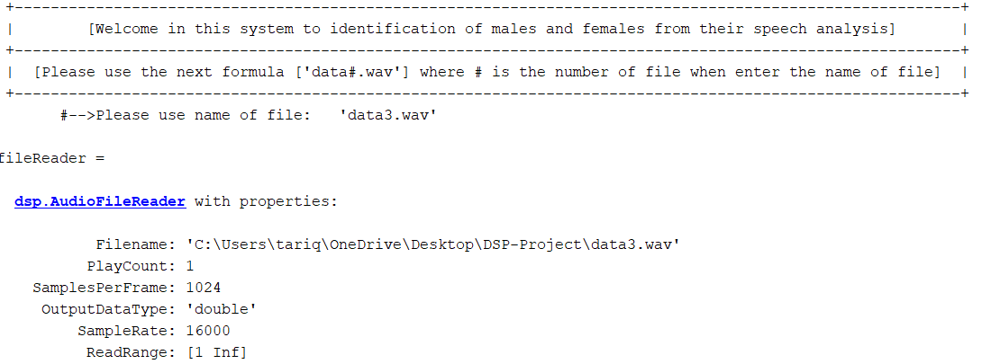 +---------------------------------------------------------------------------------------------------------+
| [Welcome in this system to identification of males and females from their speech analysis] |
+---------------------------------------------------------------------------------------------------------+
| [Please use the next formula ['data#.wav'] where # is the number of file when enter the name of file] |
+---------------------------------------------------------------------------------------------------------+
#-->Please use name of file: 'data3.wav'
fileReader =
dsp.AudioFileReader with properties:
Filename: 'C:\Users\tariq\OneDrive\Desktop\DSP-Project\data3.wav'
PlayCount: 1
SamplesPerFrame: 1024
OutputDataType: 'double'
SampleRate: 16000
ReadRange: [1 Inf]